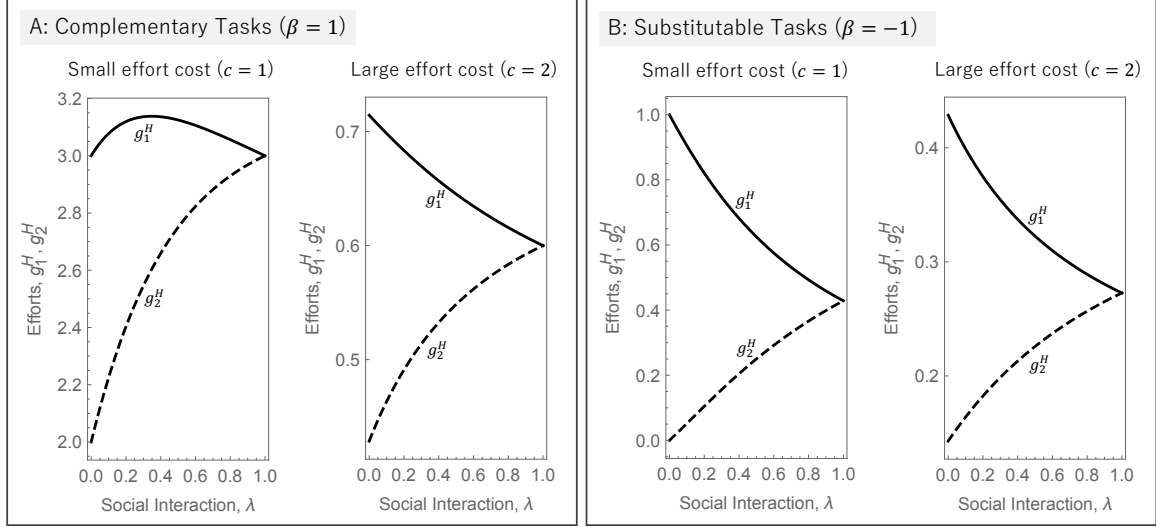 A: Complementary Tasks (β = 1)
Small effort cost (c = 1)
Efforts, g₁ᴴ, g₂ᴴ
3.2
3.0
2.8
2.6
2.4
2.2
2.0
g₁ᴴ
g₂ᴴ
0.0 0.2 0.4 0.6 0.8 1.0
Social Interaction, λ
Large effort cost (c = 2)
Efforts, g₁ᴴ, g₂ᴴ
0.7
0.6
0.5
g₁ᴴ
g₂ᴴ
0.0 0.2 0.4 0.6 0.8 1.0
Social Interaction, λ
B: Substitutable Tasks (β = −1)
Small effort cost (c = 1)
Efforts, g₁ᴴ, g₂ᴴ
1.0
0.8
0.6
0.4
0.2
0.0
g₁ᴴ
g₂ᴴ
0.0 0.2 0.4 0.6 0.8 1.0
Social Interaction, λ
Large effort cost (c = 2)
Efforts, g₁ᴴ, g₂ᴴ
0.4
0.3
0.2
g₁ᴴ
g₂ᴴ
0.0 0.2 0.4 0.6 0.8 1.0
Social Interaction, λ